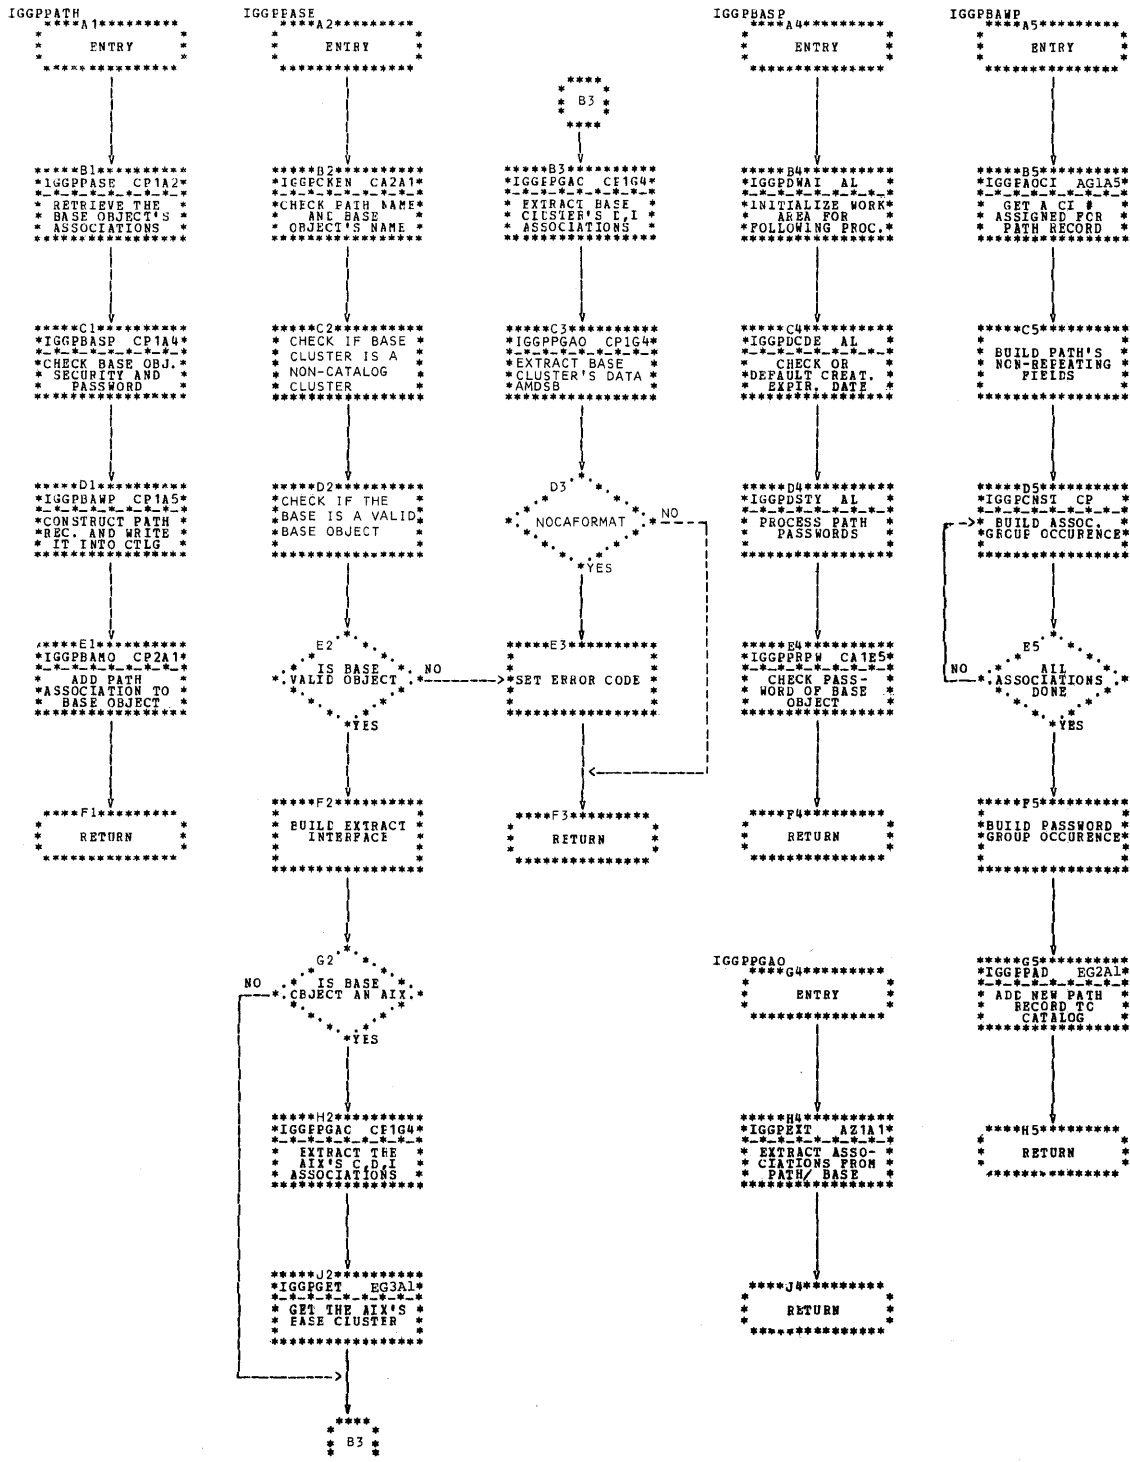 IGGPPATH
A1
ENTRY
B1
IGGPPASE CP1A2
RETRIEVE THE
BASE OBJECT'S
ASSOCIATIONS
C1
IGGPBASP CP1A4
CHECK BASE OBJ.
SECURITY AND
PASSWORD
D1
IGGPBAWP CP1A5
CONSTRUCT PATH
REC. AND WRITE
IT INTO CTLG
E1
IGGPBAMO CP2A1
ADD PATH
ASSOCIATION TO
BASE OBJECT
F1
RETURN
IGGPPASE
A2
ENTRY
B2
IGGPCKEN CA2A1
CHECK PATH NAME
AND BASE
OBJECT'S NAME
C2
CHECK IF BASE
CLUSTER IS A
NON-CATALOG
CLUSTER
D2
CHECK IF THE
BASE IS A VALID
BASE OBJECT
E2
IS BASE
VALID OBJECT
NO
YES
F2
BUILD EXTRACT
INTERFACE
G2
IS BASE
OBJECT AN AIX
NO
YES
H2
IGGPPGAC CP1G4
EXTRACT THE
AIX'S C,D,I
ASSOCIATIONS
J2
IGGPGET EG3A1
GET THE AIX'S
BASE CLUSTER
B3
B3
B3
IGGPPGAC CP1G4
EXTRACT BASE
CLUSTER'S D,I
ASSOCIATIONS
C3
IGGPPGAO CP1G4
EXTRACT BASE
CLUSTER'S DATA
AMDSB
D3
NOCAFORMAT
NO
YES
E3
SET ERROR CODE
F3
RETURN
IGGPBASP
A4
ENTRY
B4
IGGPDWAI AL
INITIALIZE WORK
AREA FOR
FOLLOWING PROC.
C4
IGGPDCDE AL
CHECK OR
DEFAULT CREAT.
EXPIR. DATE
D4
IGGPDSTY AL
PROCESS PATH
PASSWORDS
E4
IGGPPRPW CA1E5
CHECK PASS-
WORD OF BASE
OBJECT
F4
RETURN
IGGPPGAO
G4
ENTRY
H4
IGGPEXT AZ1A1
EXTRACT ASSO-
CIATIONS FROM
PATH/ BASE
J4
RETURN
IGGPBAWP
A5
ENTRY
B5
IGGPAOCI AG1A5
GET A CI #
ASSIGNED FOR
PATH RECORD
C5
BUILD PATH'S
NON-REPEATING
FIELDS
D5
IGGPCNST CP
BUILD ASSOC.
GROUP OCCURENCE
E5
ALL
ASSOCIATIONS
DONE
NO
YES
F5
BUILD PASSWORD
GROUP OCCURENCE
G5
IGGPPAD EG2A1
ADD NEW PATH
RECORD TO
CATALOG
H5
RETURN